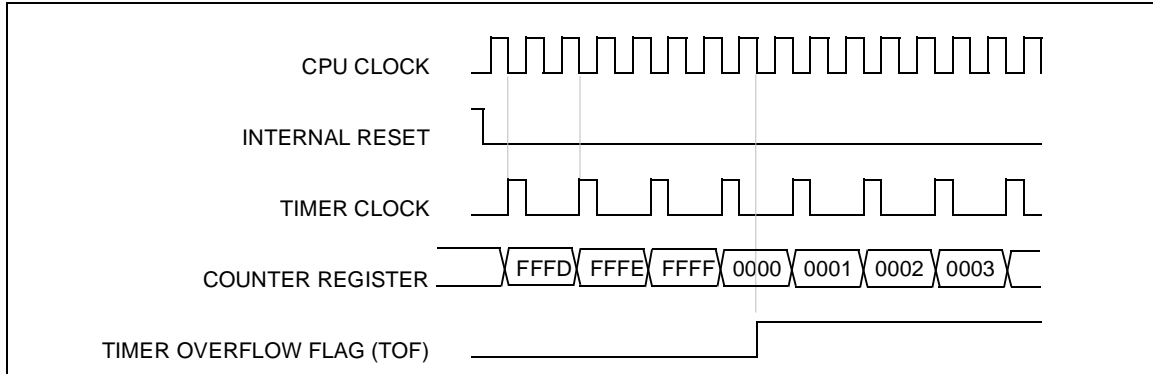 CPU CLOCK
INTERNAL RESET
TIMER CLOCK
COUNTER REGISTER FFFD FFFE FFFF 0000 0001 0002 0003
TIMER OVERFLOW FLAG (TOF)